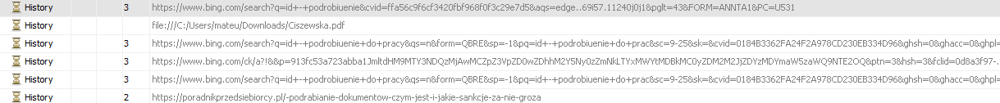 History 3 https://www.bing.com/search?q=id+-+podrobiuenie&cvid=ffa56c9f6cf3420fbf968f0f3c29e7d5&aqs=edge..69i57.11240j0j1&pglt=43&FORM=ANNTA1&PC=U531
History file:///C:/Users/mateu/Downloads/Ciszewska.pdf
History 3 https://www.bing.com/search?q=id+-+podrobiuenie+do+pracy&qs=n&form=QBRE&sp=-1&pq=id+-+podrobiuenie+do+prac&sc=9-25&sk=&cvid=0184B3362FA24F2A978CD230EB334D96&ghsh=0&ghacc=0&ghpl=
History 3 https://www.bing.com/ck/a?!&&p=913fc53a723abba1JmltdHM9MTY3NDQzMjAwMCZpZ3VpZD0wZDhhM2Y5Ny0zZmNkLTYxMWYtMDBkMC0yZDM2M2JjZDYzMDYmaW5zaWQ9NTE2OQ&ptn=3&hsh=3&fclid=0d8a3f97-
History 3 https://www.bing.com/search?q=id+-+podrobiuenie+do+pracy&qs=n&form=QBRE&sp=-1&pq=id+-+podrobiuenie+do+prac&sc=9-25&sk=&cvid=0184B3362FA24F2A978CD230EB334D96&ghsh=0&ghacc=0&ghpl=
History 2 https://poradnikprzedsiebiorcy.pl/-podrabianie-dokumentow-czym-jest-i-jakie-sankcje-za-nie-groza